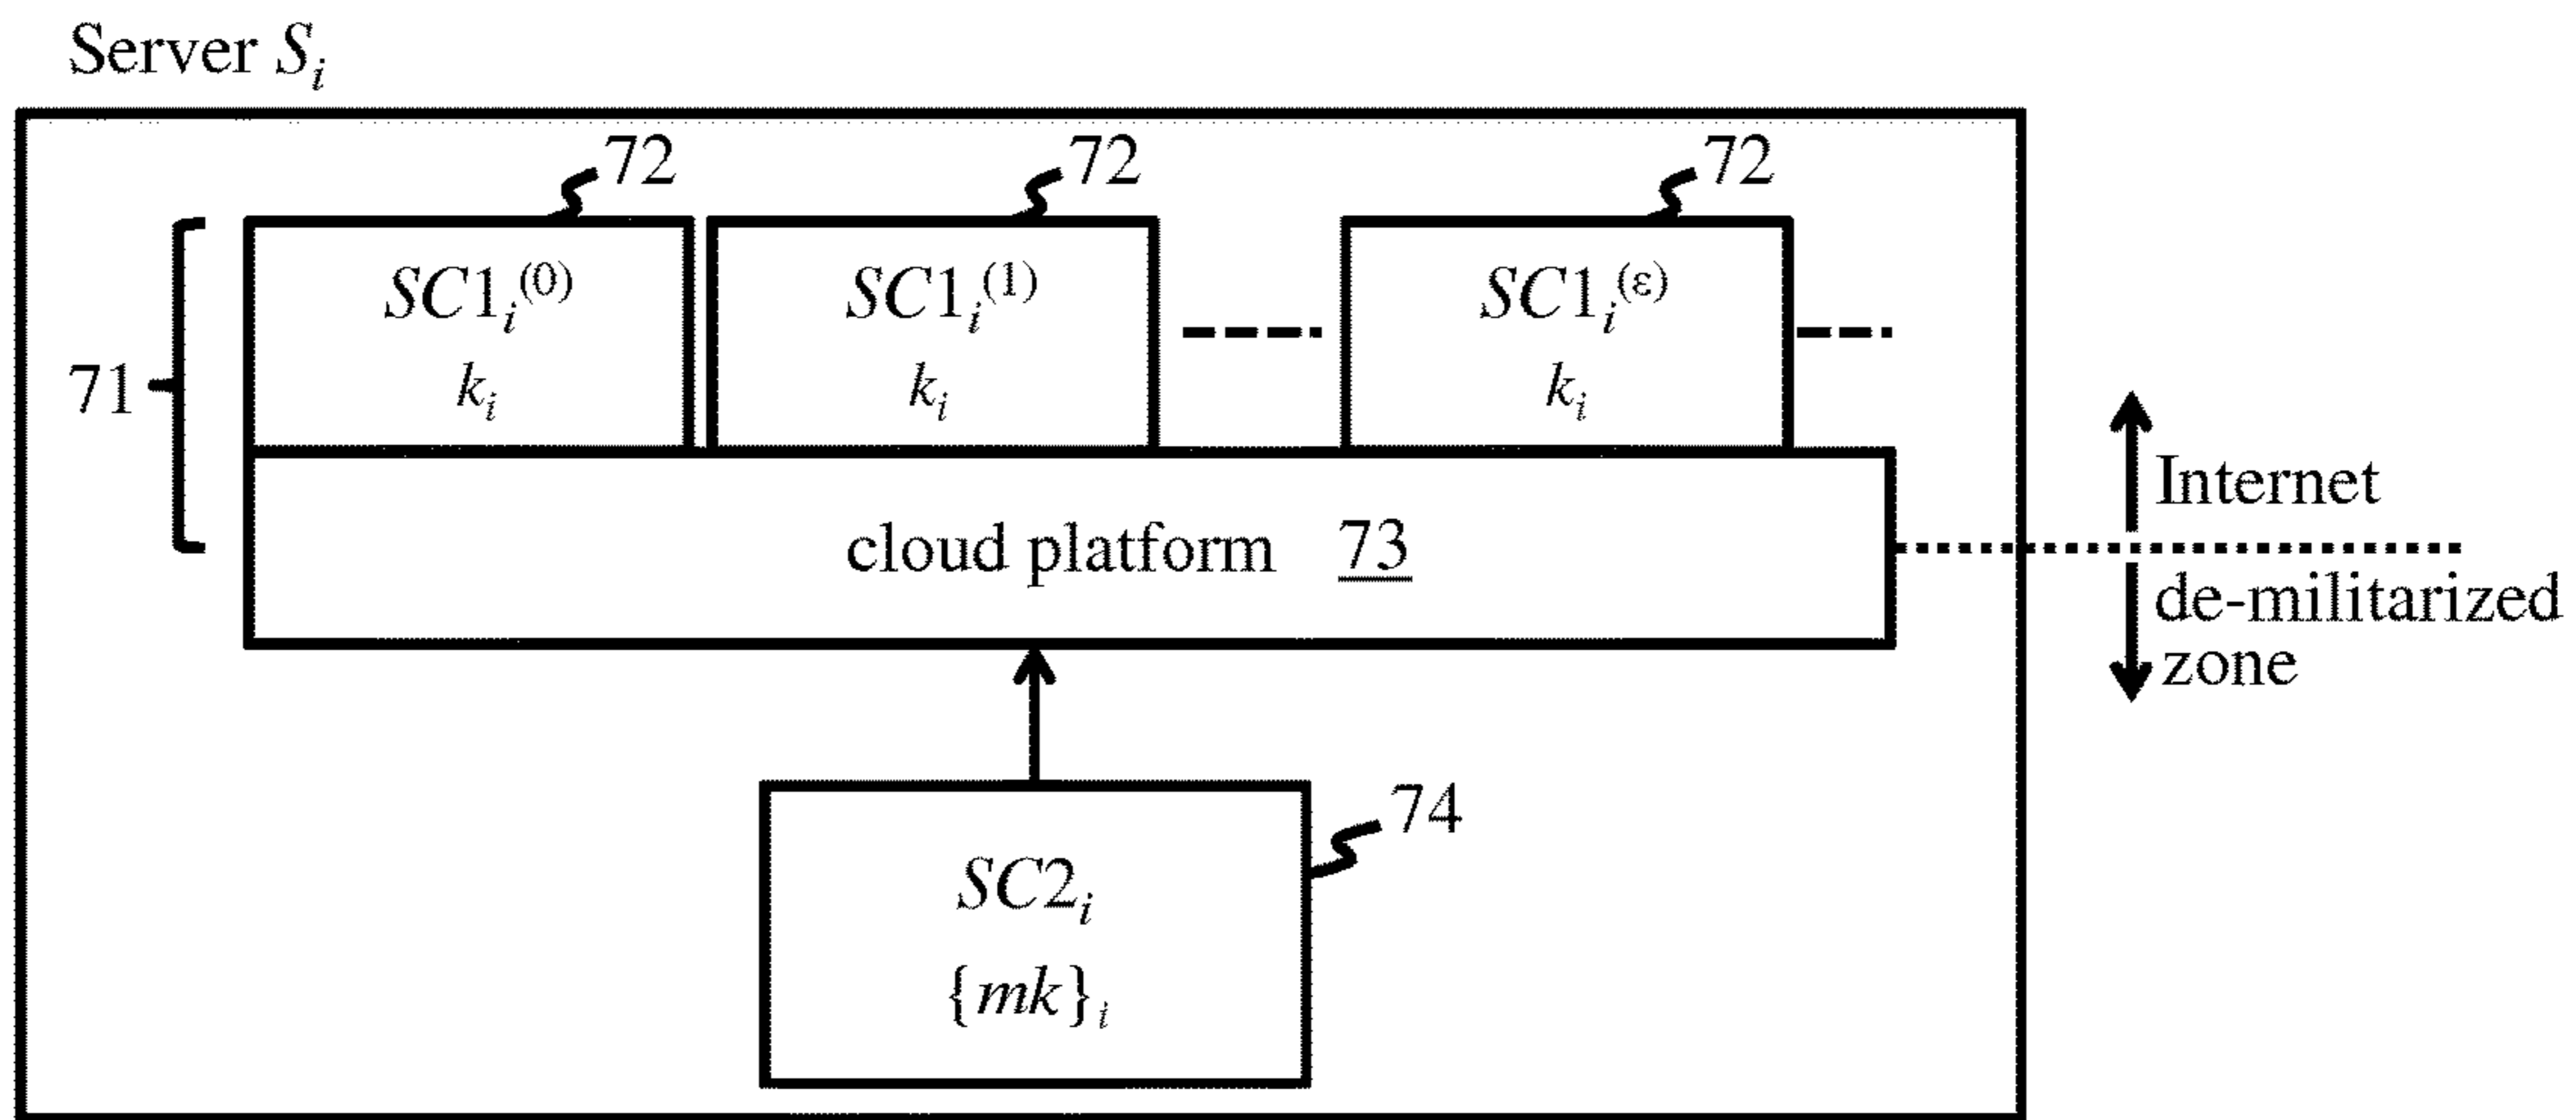 Server S_i
72 72 72
SC1_i^(0) SC1_i^(1) SC1_i^(ε)
71 k_i k_i k_i
Internet
cloud platform 73
de-militarized
zone
74
SC2_i
{mk}_i